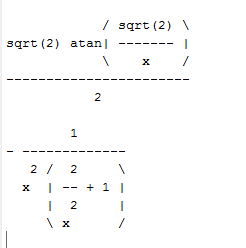 / sqrt(2) \
sqrt(2) atan| ------- |
\ x /
------------------------
2
1
- -------------
2 / 2 \
x | -- + 1 |
| 2 |
\ x /